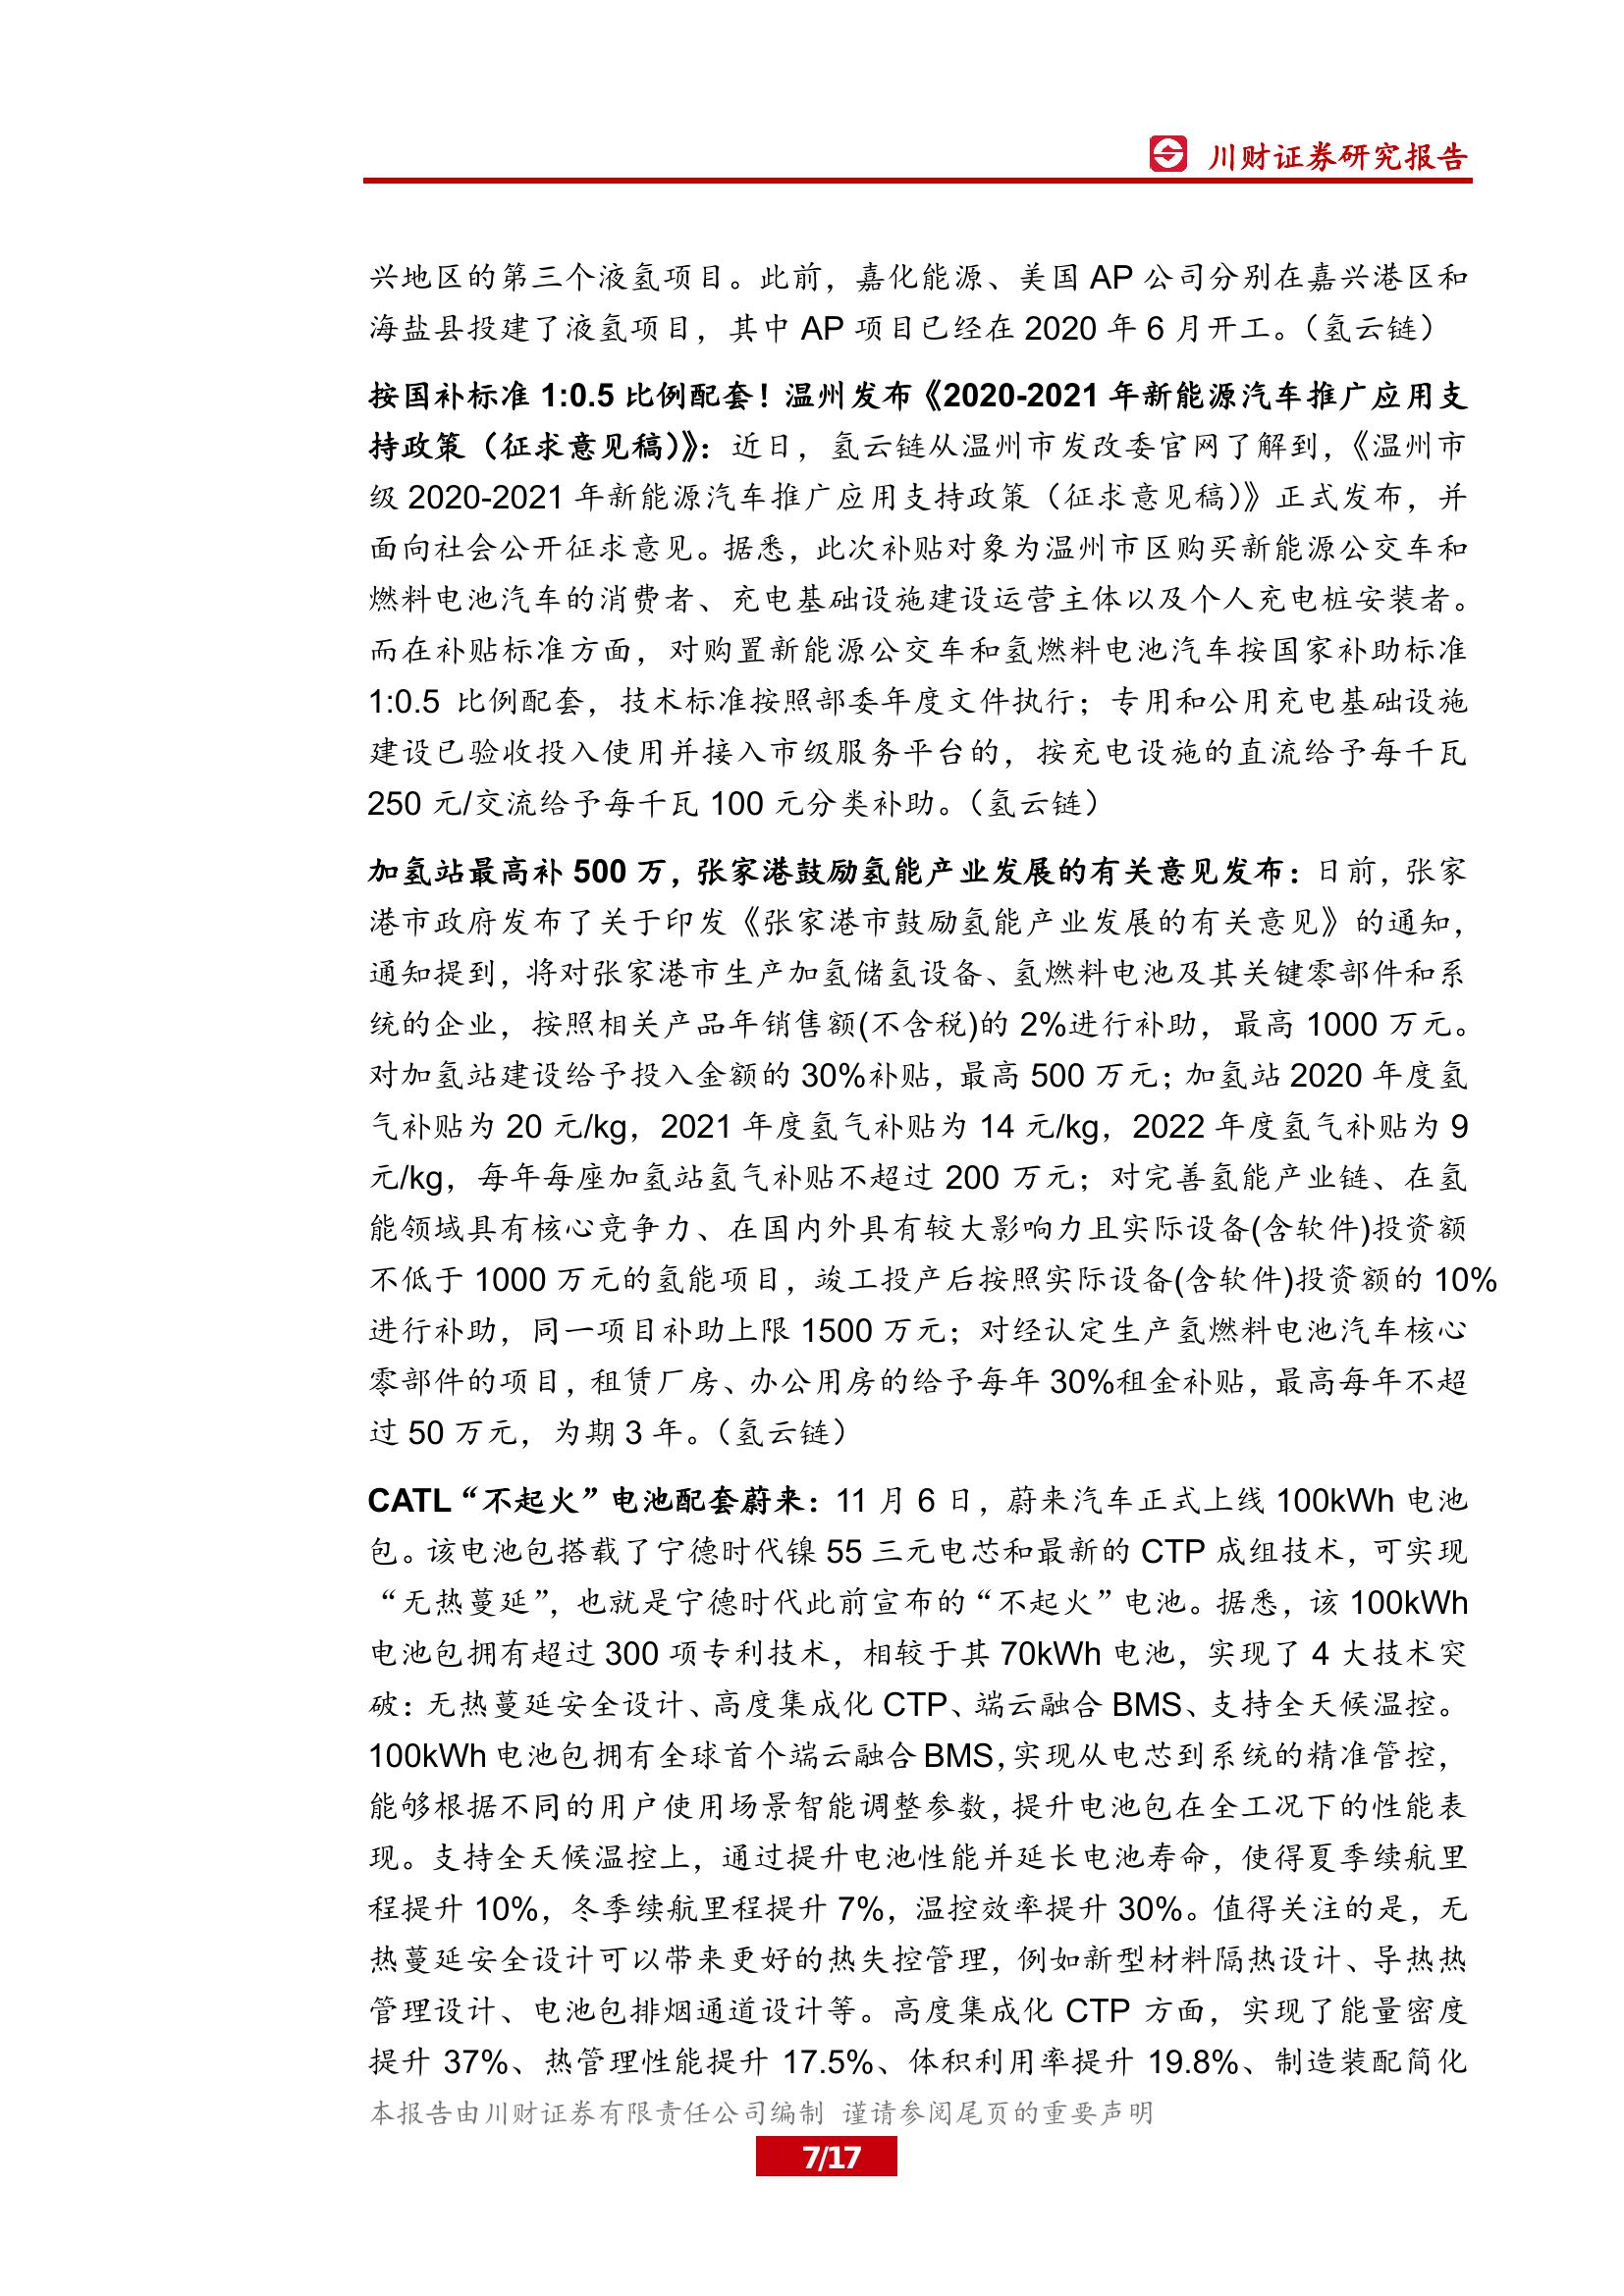 川财证券研究报告
兴地区的第三个液氢项目。此前，嘉化能源、美国 AP 公司分别在嘉兴港区和
海盐县投建了液氢项目，其中 AP 项目已经在 2020 年 6 月开工。（氢云链）
按国补标准 1:0.5 比例配套！温州发布《2020-2021 年新能源汽车推广应用支
持政策（征求意见稿）》：近日，氢云链从温州市发改委官网了解到，《温州市
级 2020-2021 年新能源汽车推广应用支持政策（征求意见稿）》正式发布，并
面向社会公开征求意见。据悉，此次补贴对象为温州市区购买新能源公交车和
燃料电池汽车的消费者、充电基础设施建设运营主体以及个人充电桩安装者。
而在补贴标准方面，对购置新能源公交车和氢燃料电池汽车按国家补助标准
1:0.5 比例配套，技术标准按照部委年度文件执行；专用和公用充电基础设施
建设已验收投入使用并接入市级服务平台的，按充电设施的直流给予每千瓦
250 元/交流给予每千瓦 100 元分类补助。（氢云链）
加氢站最高补 500 万，张家港鼓励氢能产业发展的有关意见发布：日前，张家
港市政府发布了关于印发《张家港市鼓励氢能产业发展的有关意见》的通知，
通知提到，将对张家港市生产加氢储氢设备、氢燃料电池及其关键零部件和系
统的企业，按照相关产品年销售额(不含税)的 2%进行补助，最高 1000 万元。
对加氢站建设给予投入金额的 30%补贴，最高 500 万元；加氢站 2020 年度氢
气补贴为 20 元/kg，2021 年度氢气补贴为 14 元/kg，2022 年度氢气补贴为 9
元/kg，每年每座加氢站氢气补贴不超过 200 万元；对完善氢能产业链、在氢
能领域具有核心竞争力、在国内外具有较大影响力且实际设备(含软件)投资额
不低于 1000 万元的氢能项目，竣工投产后按照实际设备(含软件)投资额的 10%
进行补助，同一项目补助上限 1500 万元；对经认定生产氢燃料电池汽车核心
零部件的项目，租赁厂房、办公用房的给予每年 30%租金补贴，最高每年不超
过 50 万元，为期 3 年。（氢云链）
CATL“不起火”电池配套蔚来：11 月 6 日，蔚来汽车正式上线 100kWh 电池
包。该电池包搭载了宁德时代镍 55 三元电芯和最新的 CTP 成组技术，可实现
“无热蔓延”，也就是宁德时代此前宣布的“不起火”电池。据悉，该 100kWh
电池包拥有超过 300 项专利技术，相较于其 70kWh 电池，实现了 4 大技术突
破：无热蔓延安全设计、高度集成化 CTP、端云融合 BMS、支持全天候温控。
100kWh 电池包拥有全球首个端云融合 BMS，实现从电芯到系统的精准管控，
能够根据不同的用户使用场景智能调整参数，提升电池包在全工况下的性能表
现。支持全天候温控上，通过提升电池性能并延长电池寿命，使得夏季续航里
程提升 10%，冬季续航里程提升 7%，温控效率提升 30%。值得关注的是，无
热蔓延安全设计可以带来更好的热失控管理，例如新型材料隔热设计、导热热
管理设计、电池包排烟通道设计等。高度集成化 CTP 方面，实现了能量密度
提升 37%、热管理性能提升 17.5%、体积利用率提升 19.8%、制造装配简化
本报告由川财证券有限责任公司编制 谨请参阅尾页的重要声明
7/17